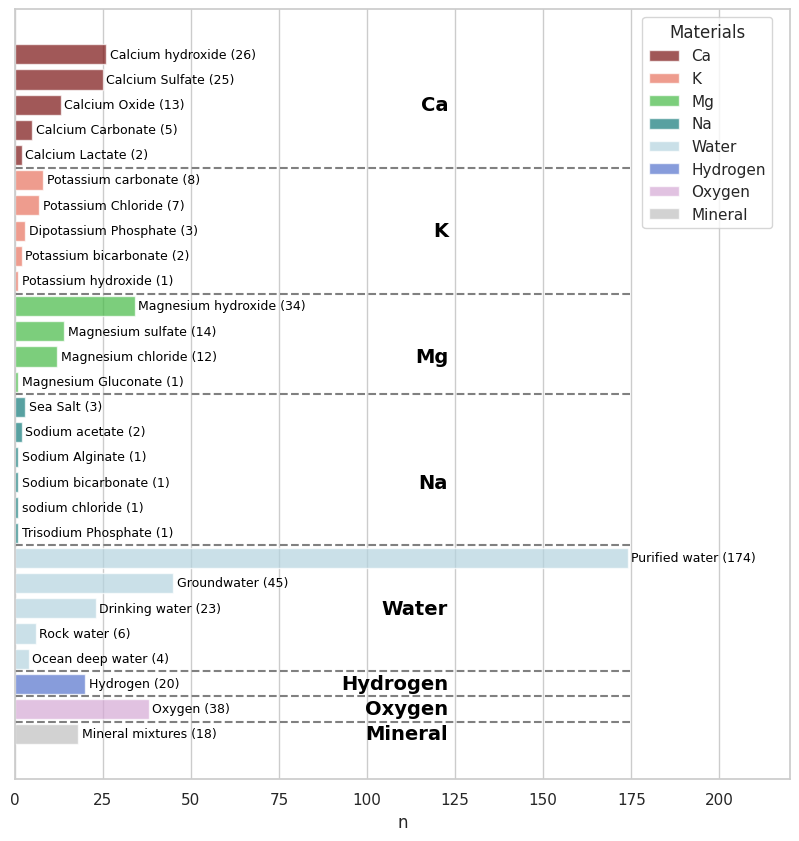 Materials
Ca
K
Mg
Na
Water
Hydrogen
Oxygen
Mineral
Calcium hydroxide (26)
Calcium Sulfate (25)
Calcium Oxide (13)
Ca
Calcium Carbonate (5)
Calcium Lactate (2)
Potassium carbonate (8)
Potassium Chloride (7)
Dipotassium Phosphate (3)
K
Potassium bicarbonate (2)
Potassium hydroxide (1)
Magnesium hydroxide (34)
Magnesium sulfate (14)
Magnesium chloride (12)
Mg
Magnesium Gluconate (1)
Sea Salt (3)
Sodium acetate (2)
Sodium Alginate (1)
Sodium bicarbonate (1)
Na
sodium chloride (1)
Trisodium Phosphate (1)
Purified water (174)
Groundwater (45)
Drinking water (23)
Water
Rock water (6)
Ocean deep water (4)
Hydrogen (20)
Hydrogen
Oxygen (38)
Oxygen
Mineral mixtures (18)
Mineral
0 25 50 75 100 125 150 175 200
n